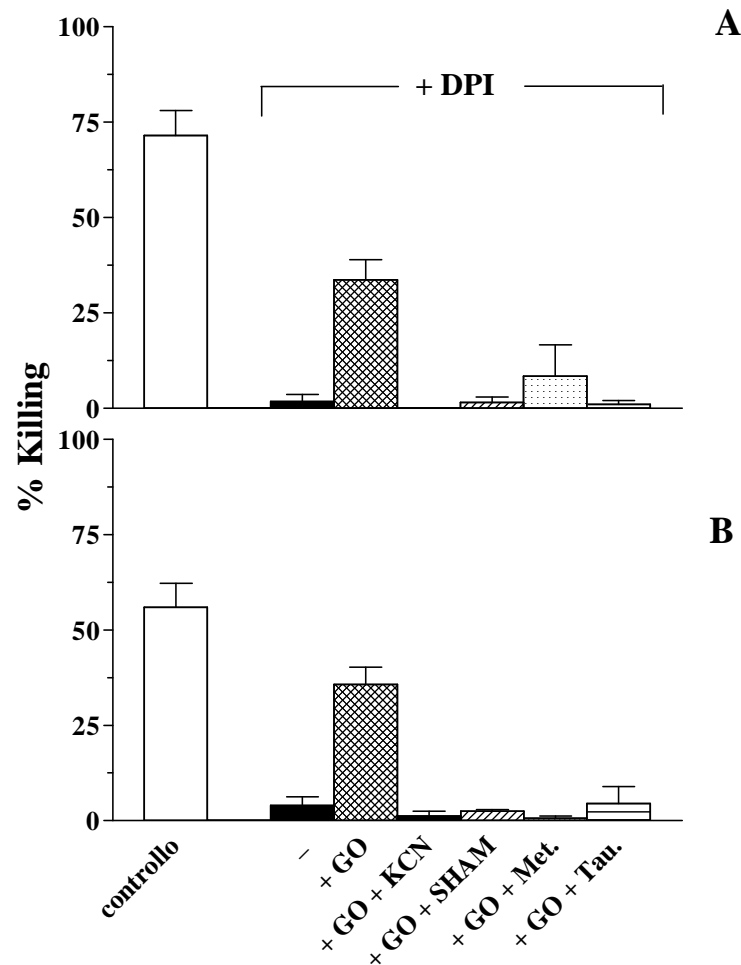 A
100
+ DPI
75
50
25
0
% Killing
100
B
75
50
25
0
controllo
–
+ GO
+ GO + KCN
+ GO + SHAM
+ GO + Met.
+ GO + Tau.